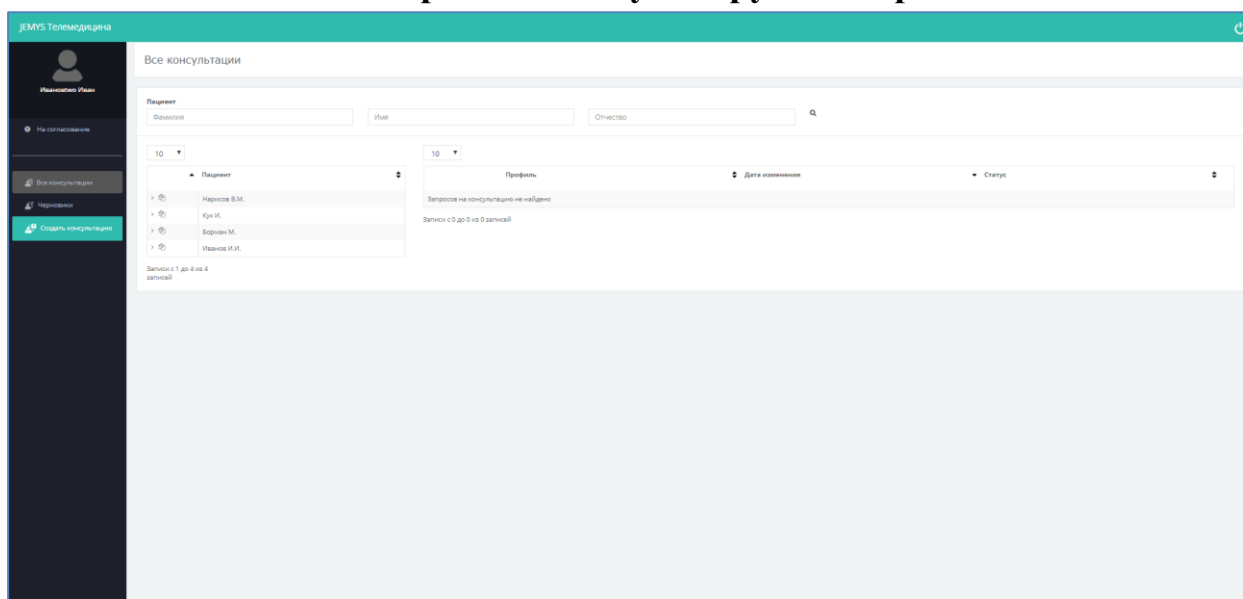 JEMYS Телемедицина
Ивановtwo Иван
На согласование
Все консультации
Черновики
Создать консультацию
Все консультации
Пациент
Фамилия Имя Отчество
10 10
Пациент
Нарисов В.М.
Кук И.
Борман М.
Иванов И.И.
Записи с 1 до 4 из 4
записей
Профиль Дата изменения Статус
Запросов на консультацию не найдено
Записи с 0 до 0 из 0 записей